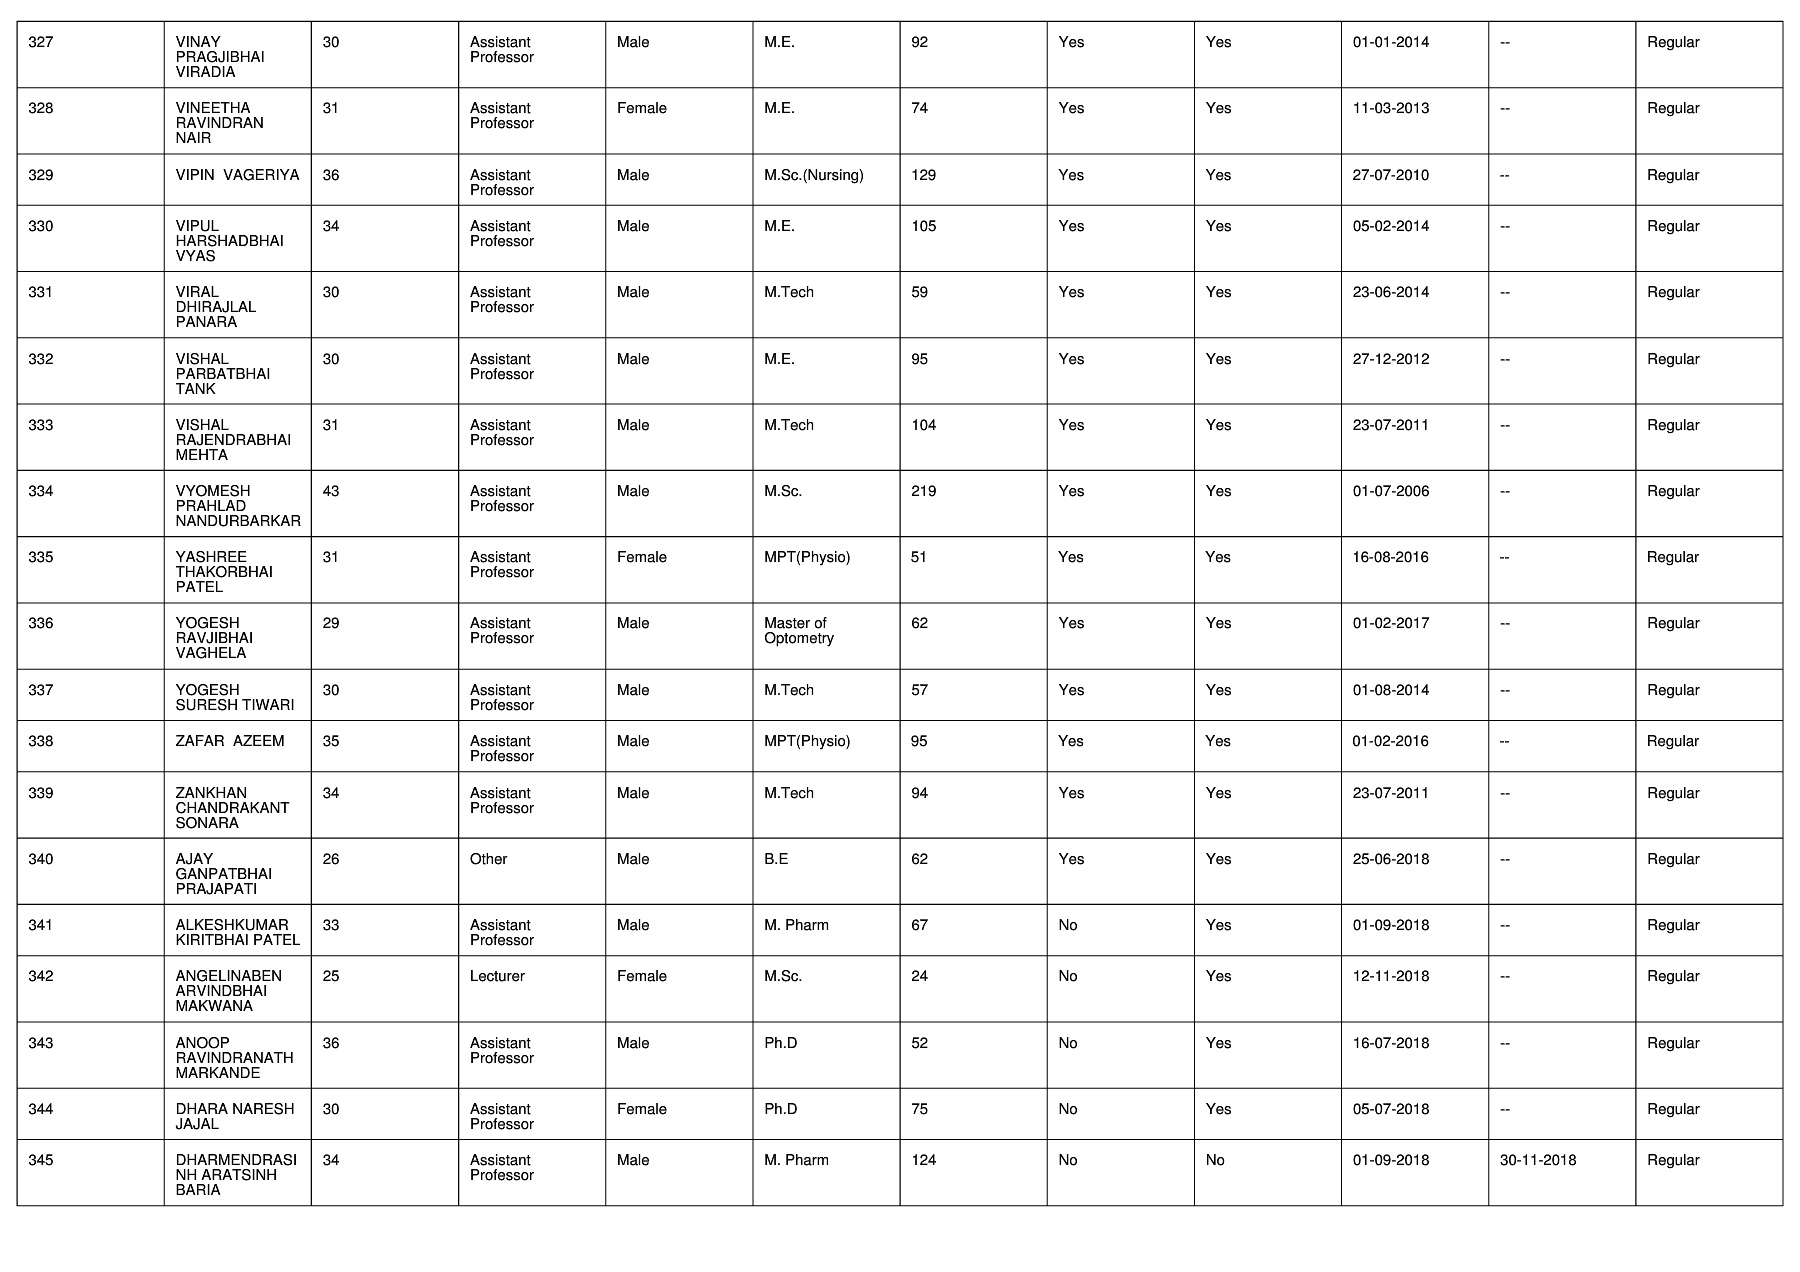 327 VINAY 30 Assistant Male M.E. 92 Yes Yes 01-01-2014 -- Regular
PRAGJIBHAI Professor
VIRADIA
328 VINEETHA 31 Assistant Female M.E. 74 Yes Yes 11-03-2013 -- Regular
RAVINDRAN Professor
NAIR
329 VIPIN VAGERIYA 36 Assistant Male M.Sc.(Nursing) 129 Yes Yes 27-07-2010 -- Regular
Professor
330 VIPUL 34 Assistant Male M.E. 105 Yes Yes 05-02-2014 -- Regular
HARSHADBHAI Professor
VYAS
331 VIRAL 30 Assistant Male M.Tech 59 Yes Yes 23-06-2014 -- Regular
DHIRAJLAL Professor
PANARA
332 VISHAL 30 Assistant Male M.E. 95 Yes Yes 27-12-2012 -- Regular
PARBATBHAI Professor
TANK
333 VISHAL 31 Assistant Male M.Tech 104 Yes Yes 23-07-2011 -- Regular
RAJENDRABHAI Professor
MEHTA
334 VYOMESH 43 Assistant Male M.Sc. 219 Yes Yes 01-07-2006 -- Regular
PRAHLAD Professor
NANDURBARKAR
335 YASHREE 31 Assistant Female MPT(Physio) 51 Yes Yes 16-08-2016 -- Regular
THAKORBHAI Professor
PATEL
336 YOGESH 29 Assistant Male Master of 62 Yes Yes 01-02-2017 -- Regular
RAVJIBHAI Professor Optometry
VAGHELA
337 YOGESH 30 Assistant Male M.Tech 57 Yes Yes 01-08-2014 -- Regular
SURESH TIWARI Professor
338 ZAFAR AZEEM 35 Assistant Male MPT(Physio) 95 Yes Yes 01-02-2016 -- Regular
Professor
339 ZANKHAN 34 Assistant Male M.Tech 94 Yes Yes 23-07-2011 -- Regular
CHANDRAKANT Professor
SONARA
340 AJAY 26 Other Male B.E 62 Yes Yes 25-06-2018 -- Regular
GANPATBHAI
PRAJAPATI
341 ALKESHKUMAR 33 Assistant Male M. Pharm 67 No Yes 01-09-2018 -- Regular
KIRITBHAI PATEL Professor
342 ANGELINABEN 25 Lecturer Female M.Sc. 24 No Yes 12-11-2018 -- Regular
ARVINDBHAI
MAKWANA
343 ANOOP 36 Assistant Male Ph.D 52 No Yes 16-07-2018 -- Regular
RAVINDRANATH Professor
MARKANDE
344 DHARA NARESH 30 Assistant Female Ph.D 75 No Yes 05-07-2018 -- Regular
JAJAL Professor
345 DHARMENDRASI 34 Assistant Male M. Pharm 124 No No 01-09-2018 30-11-2018 Regular
NH ARATSINH Professor
BARIA